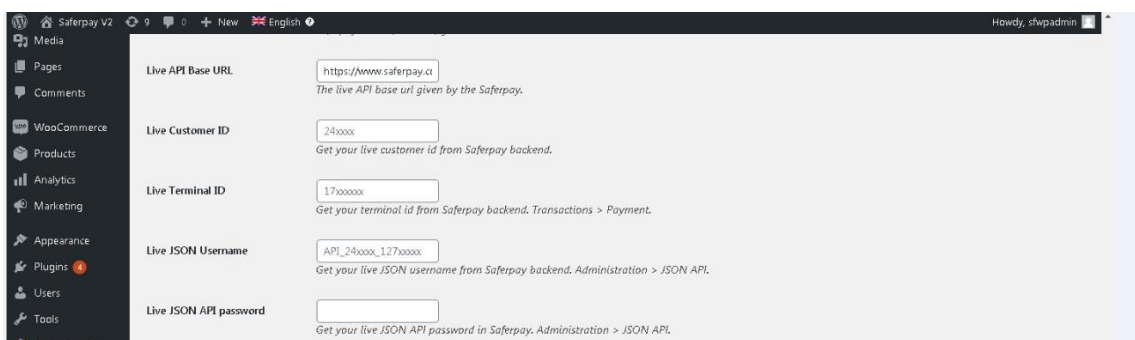 Saferpay V2 9 0 + New English Howdy, sfwpadmin
Media
Pages
Live API Base URL https://www.saferpay.co
The live API base url given by the Saferpay.
Comments
WooCommerce
Live Customer ID 24xxxx
Get your live customer id from Saferpay backend.
Products
Analytics
Live Terminal ID 17xxxxxx
Get your terminal id from Saferpay backend. Transactions > Payment.
Marketing
Appearance
Live JSON Username API_24xxxx_127xxxxx
Get your live JSON username from Saferpay backend. Administration > JSON API.
Plugins 4
Users
Live JSON API password
Tools
Get your live JSON API password in Saferpay. Administration > JSON API.